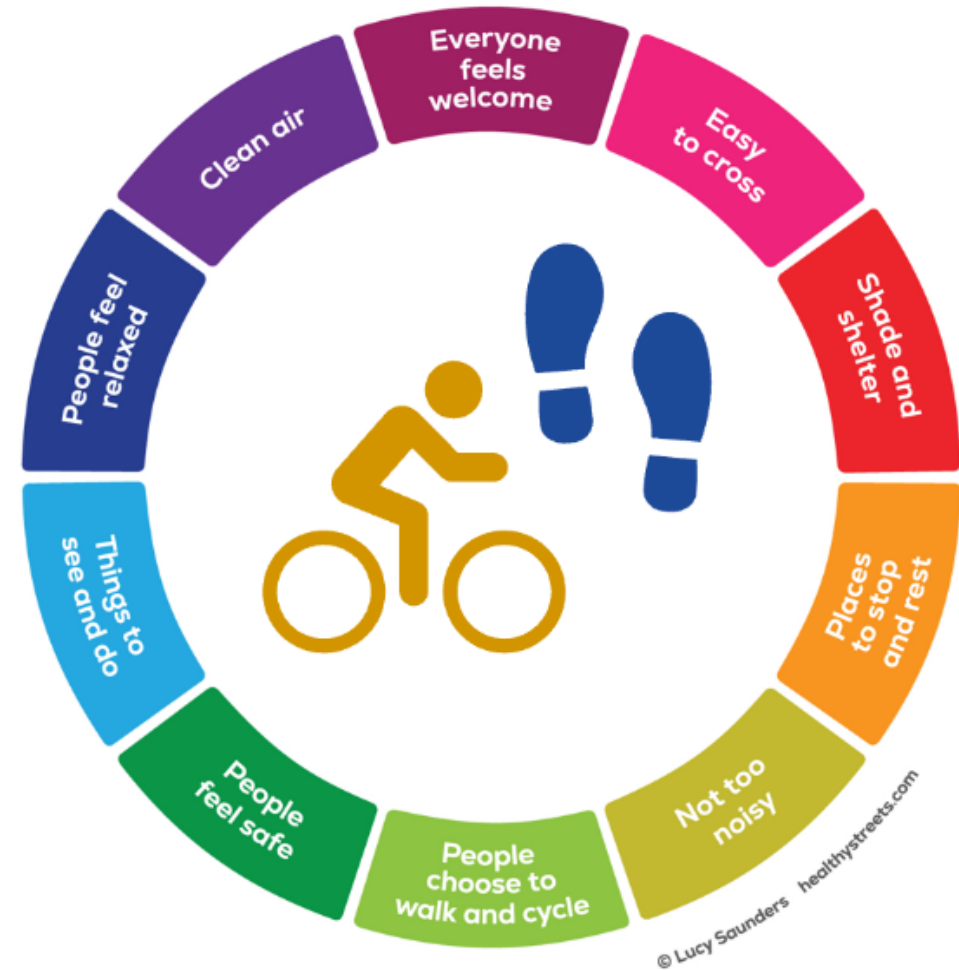 Everyone
feels
welcome
Easy
to cross
Shade and
shelter
Places
to stop
and rest
Not too
noisy
People
choose to
walk and cycle
People
feel safe
Things to
see and do
People feel
relaxed
Clean air
© Lucy Saunders healthystreets.com